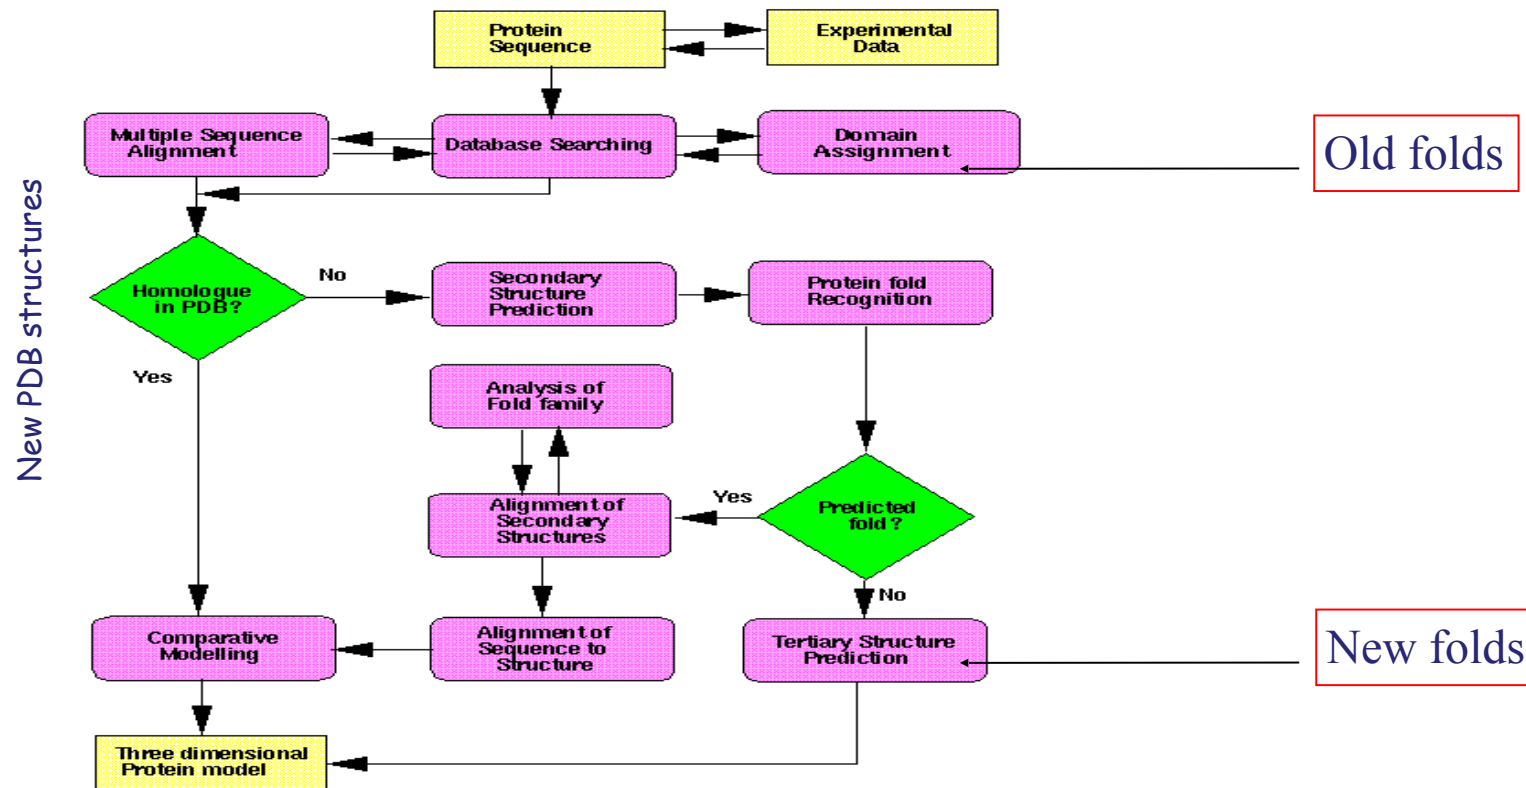 Protein
Sequence
Experimental
Data
Multiple Sequence
Alignment
Database Searching
Domain
Assignment
Old folds
New PDB structures
Homologue
in PDB?
No
Secondary
Structure
Prediction
Protein fold
Recognition
Yes
Analysis of
Fold family
Alignment of
Secondary
Structures
Yes
Predicted
fold?
No
Comparative
Modelling
Alignment of
Sequence to
Structure
Tertiary Structure
Prediction
New folds
Three dimensional
Protein model